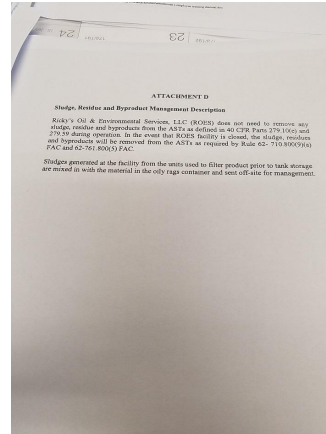 24
23
ATTACHMENT D
Sludge, Residue and Byproduct Management Description
Ricky's Oil & Environmental Services, LLC (ROES) does not need to remove any
sludge, residue and byproducts from the ASTs as defined in 40 CFR Parts 279.10(e) and
279.59 during operation. In the event that ROES facility is closed, the sludge, residues
and byproducts will be removed from the ASTs as required by Rule 62- 710.800(9)(a)
FAC and 62-761.800(5) FAC.
Sludges generated at the facility from the units used to filter product prior to tank storage
are mixed in with the material in the oily rags container and sent off-site for management.